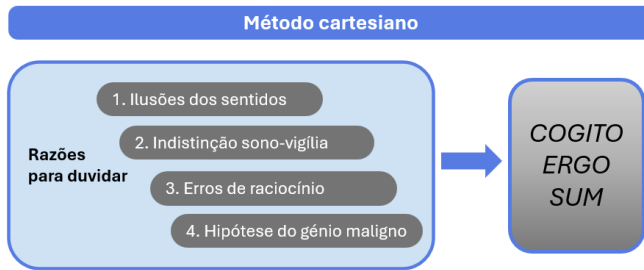 Método cartesiano
1. Ilusões dos sentidos
2. Indistinção sono-vigília
Razões
para duvidar
3. Erros de raciocínio
4. Hipótese do génio maligno
COGITO
ERGO
SUM